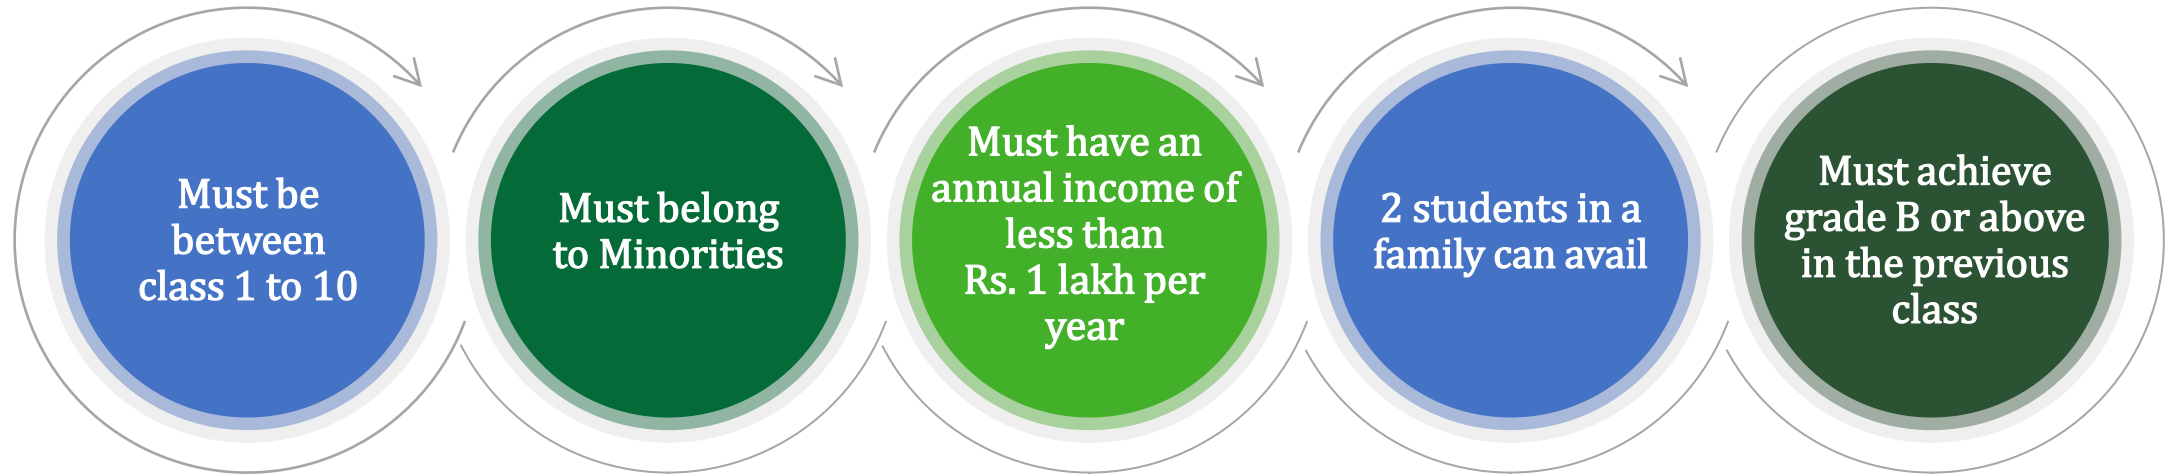 Must be
between
class 1 to 10
Must belong
to Minorities
Must have an
annual income of
less than
Rs. 1 lakh per
year
2 students in a
family can avail
Must achieve
grade B or above
in the previous
class